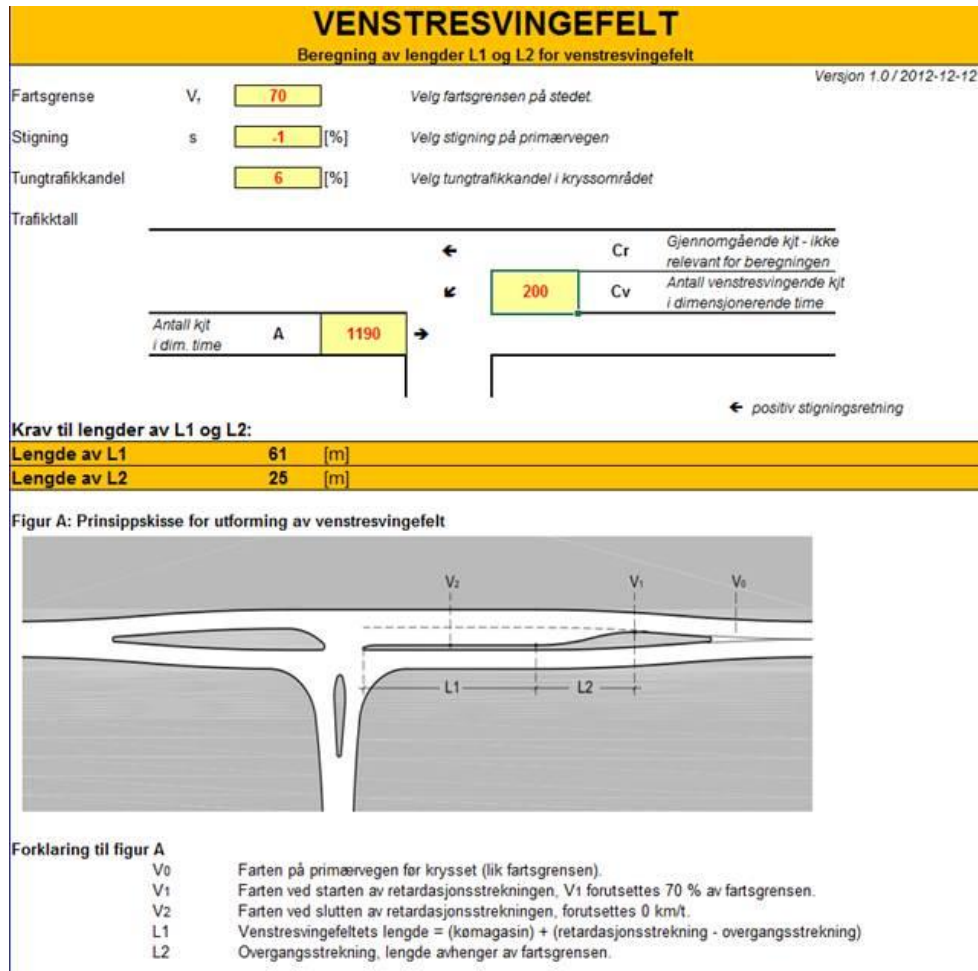 VENSTRESVINGEFELT
Beregning av lengder L1 og L2 for venstresvingefelt
Versjon 1.0 / 2012-12-12
Fartsgrense V₁ 70 Velg fartsgrensen på stedet.
Stigning s -1 [%] Velg stigning på primærvegen
Tungtrafikkandel 6 [%] Velg tungtrafikkandel i kryssområdet
Trafikktall
← Cr Gjennomgående kjt - ikke
relevant for beregningen
↙ 200 Cv Antall venstresvingende kjt
i dimensjonerende time
Antall kjt
i dim. time A 1190 →
← positiv stigningsretning
Krav til lengder av L1 og L2:
Lengde av L1 61 [m]
Lengde av L2 25 [m]
Figur A: Prinsippskisse for utforming av venstresvingefelt
V₂ V₁ V₀
L1 L2
Forklaring til figur A
V₀ Farten på primærvegen før krysset (lik fartsgrensen).
V₁ Farten ved starten av retardasjonsstrekningen, V₁ forutsettes 70 % av fartsgrensen.
V₂ Farten ved slutten av retardasjonsstrekningen, forutsettes 0 km/t.
L1 Venstresvingefeltets lengde = (kømagasin) + (retardasjonsstrekning - overgangsstrekning)
L2 Overgangsstrekning, lengde avhenger av fartsgrensen.